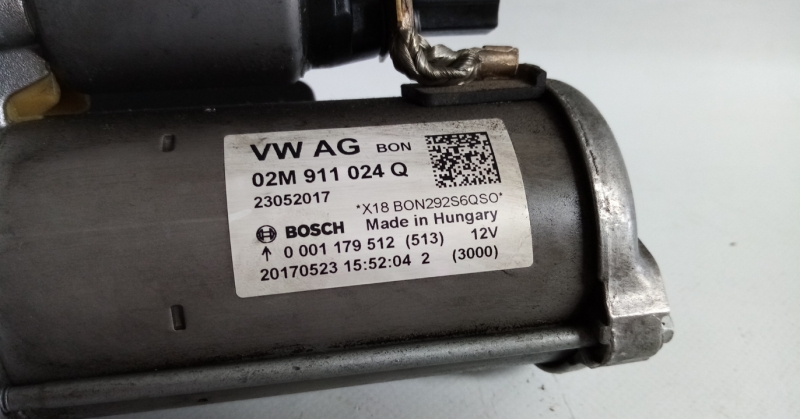 VW AG BON
02M 911 024 Q
23052017 *X18 BON292S6QSO*
BOSCH Made in Hungary
↑ 0 001 179 512 (513) 12V
20170523 15:52:04 2 (3000)